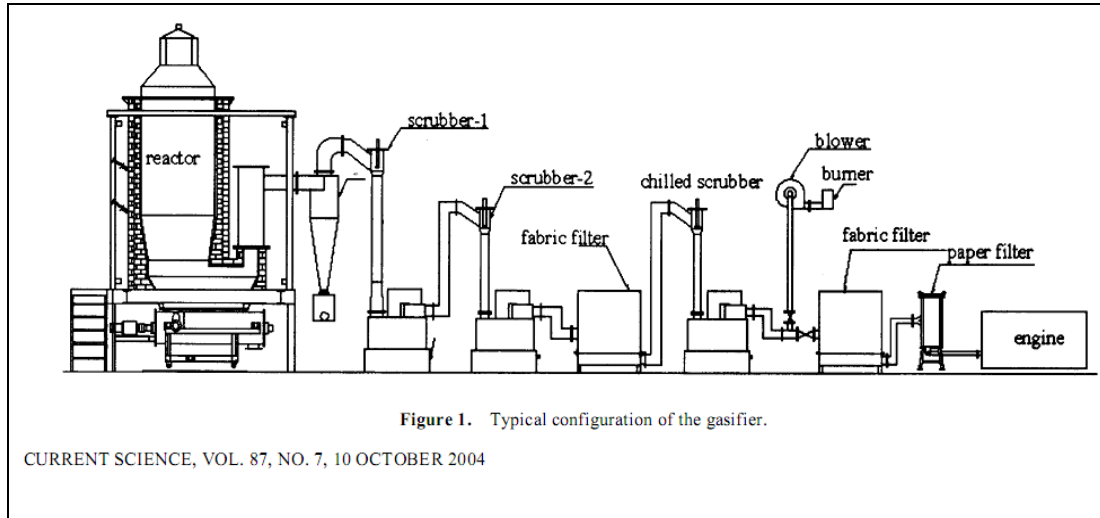 scrubber-1
reactor
scrubber-2
chilled scrubber
blower
burner
fabric filter
fabric filter
paper filter
engine
Figure 1. Typical configuration of the gasifier.
CURRENT SCIENCE, VOL. 87, NO. 7, 10 OCTOBER 2004